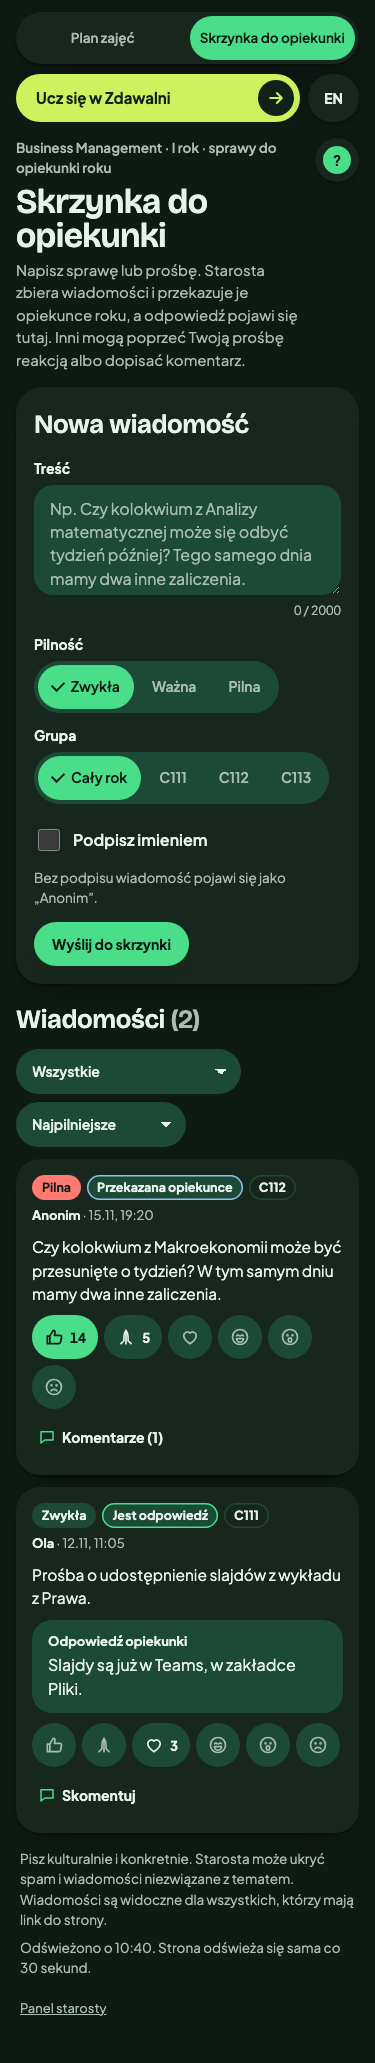 Plan zajęć
Skrzynka do opiekunki
Ucz się w Zdawalni
EN
Business Management · I rok · sprawy do
opiekunki roku
?
Skrzynka do
opiekunki
Napisz sprawę lub prośbę. Starosta
zbiera wiadomości i przekazuje je
opiekunce roku, a odpowiedź pojawi się
tutaj. Inni mogą poprzeć Twoją prośbę
reakcją albo dopisać komentarz.
Nowa wiadomość
Treść
Np. Czy kolokwium z Analizy
matematycznej może się odbyć
tydzień później? Tego samego dnia
mamy dwa inne zaliczenia.
0 / 2000
Pilność
Zwykła
Ważna
Pilna
Grupa
Cały rok
C111
C112
C113
Podpisz imieniem
Bez podpisu wiadomość pojawi się jako
„Anonim”.
Wyślij do skrzynki
Wiadomości (2)
Wszystkie
Najpilniejsze
Pilna
Przekazana opiekunce
C112
Anonim · 15.11, 19:20
Czy kolokwium z Makroekonomii może być
przesunięte o tydzień? W tym samym dniu
mamy dwa inne zaliczenia.
14
5
Komentarze (1)
Zwykła
Jest odpowiedź
C111
Ola · 12.11, 11:05
Prośba o udostępnienie slajdów z wykładu
z Prawa.
Odpowiedź opiekunki
Slajdy są już w Teams, w zakładce
Pliki.
3
Skomentuj
Pisz kulturalnie i konkretnie. Starosta może ukryć
spam i wiadomości niezwiązane z tematem.
Wiadomości są widoczne dla wszystkich, którzy mają
link do strony.
Odświeżono o 10:40. Strona odświeża się sama co
30 sekund.
Panel starosty